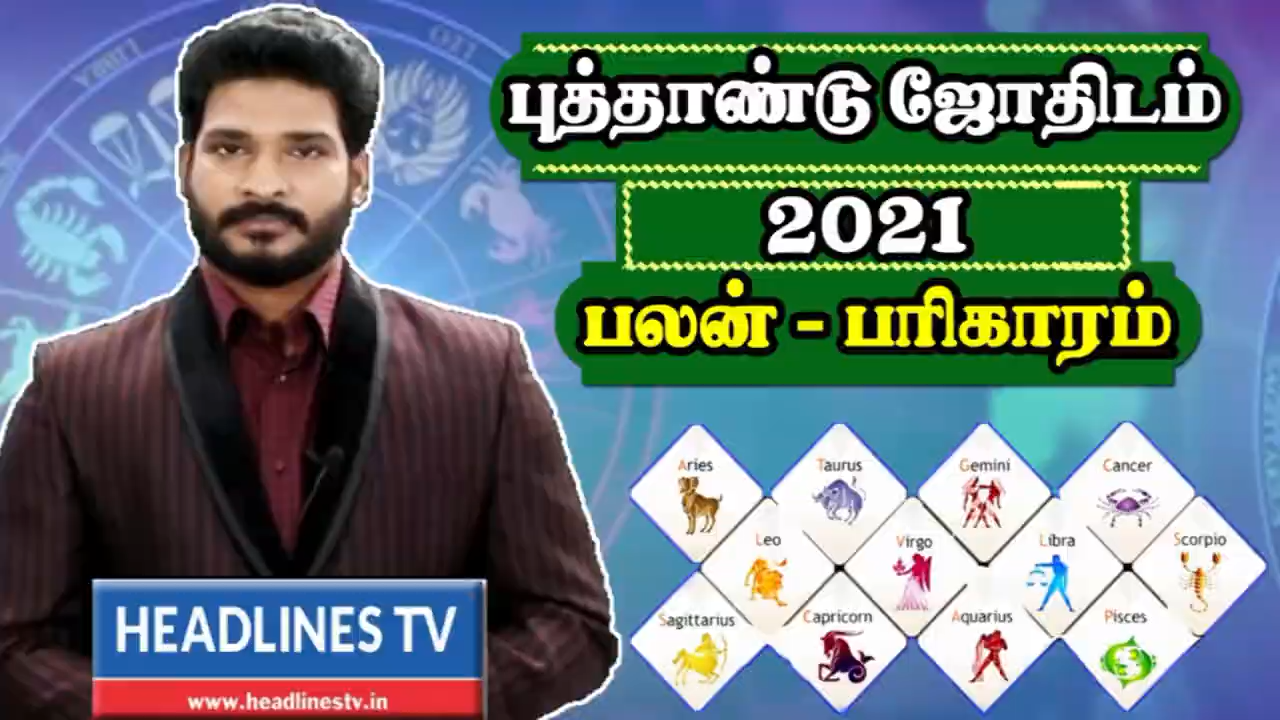 புத்தாண்டு ஜோதிடம்
2021
பலன் - பரிகாரம்
Aries
Taurus
Gemini
Cancer
Leo
Virgo
Libra
Scorpio
Sagittarius
Capricorn
Aquarius
Pisces
HEADLINES TV
www.headlinestv.in